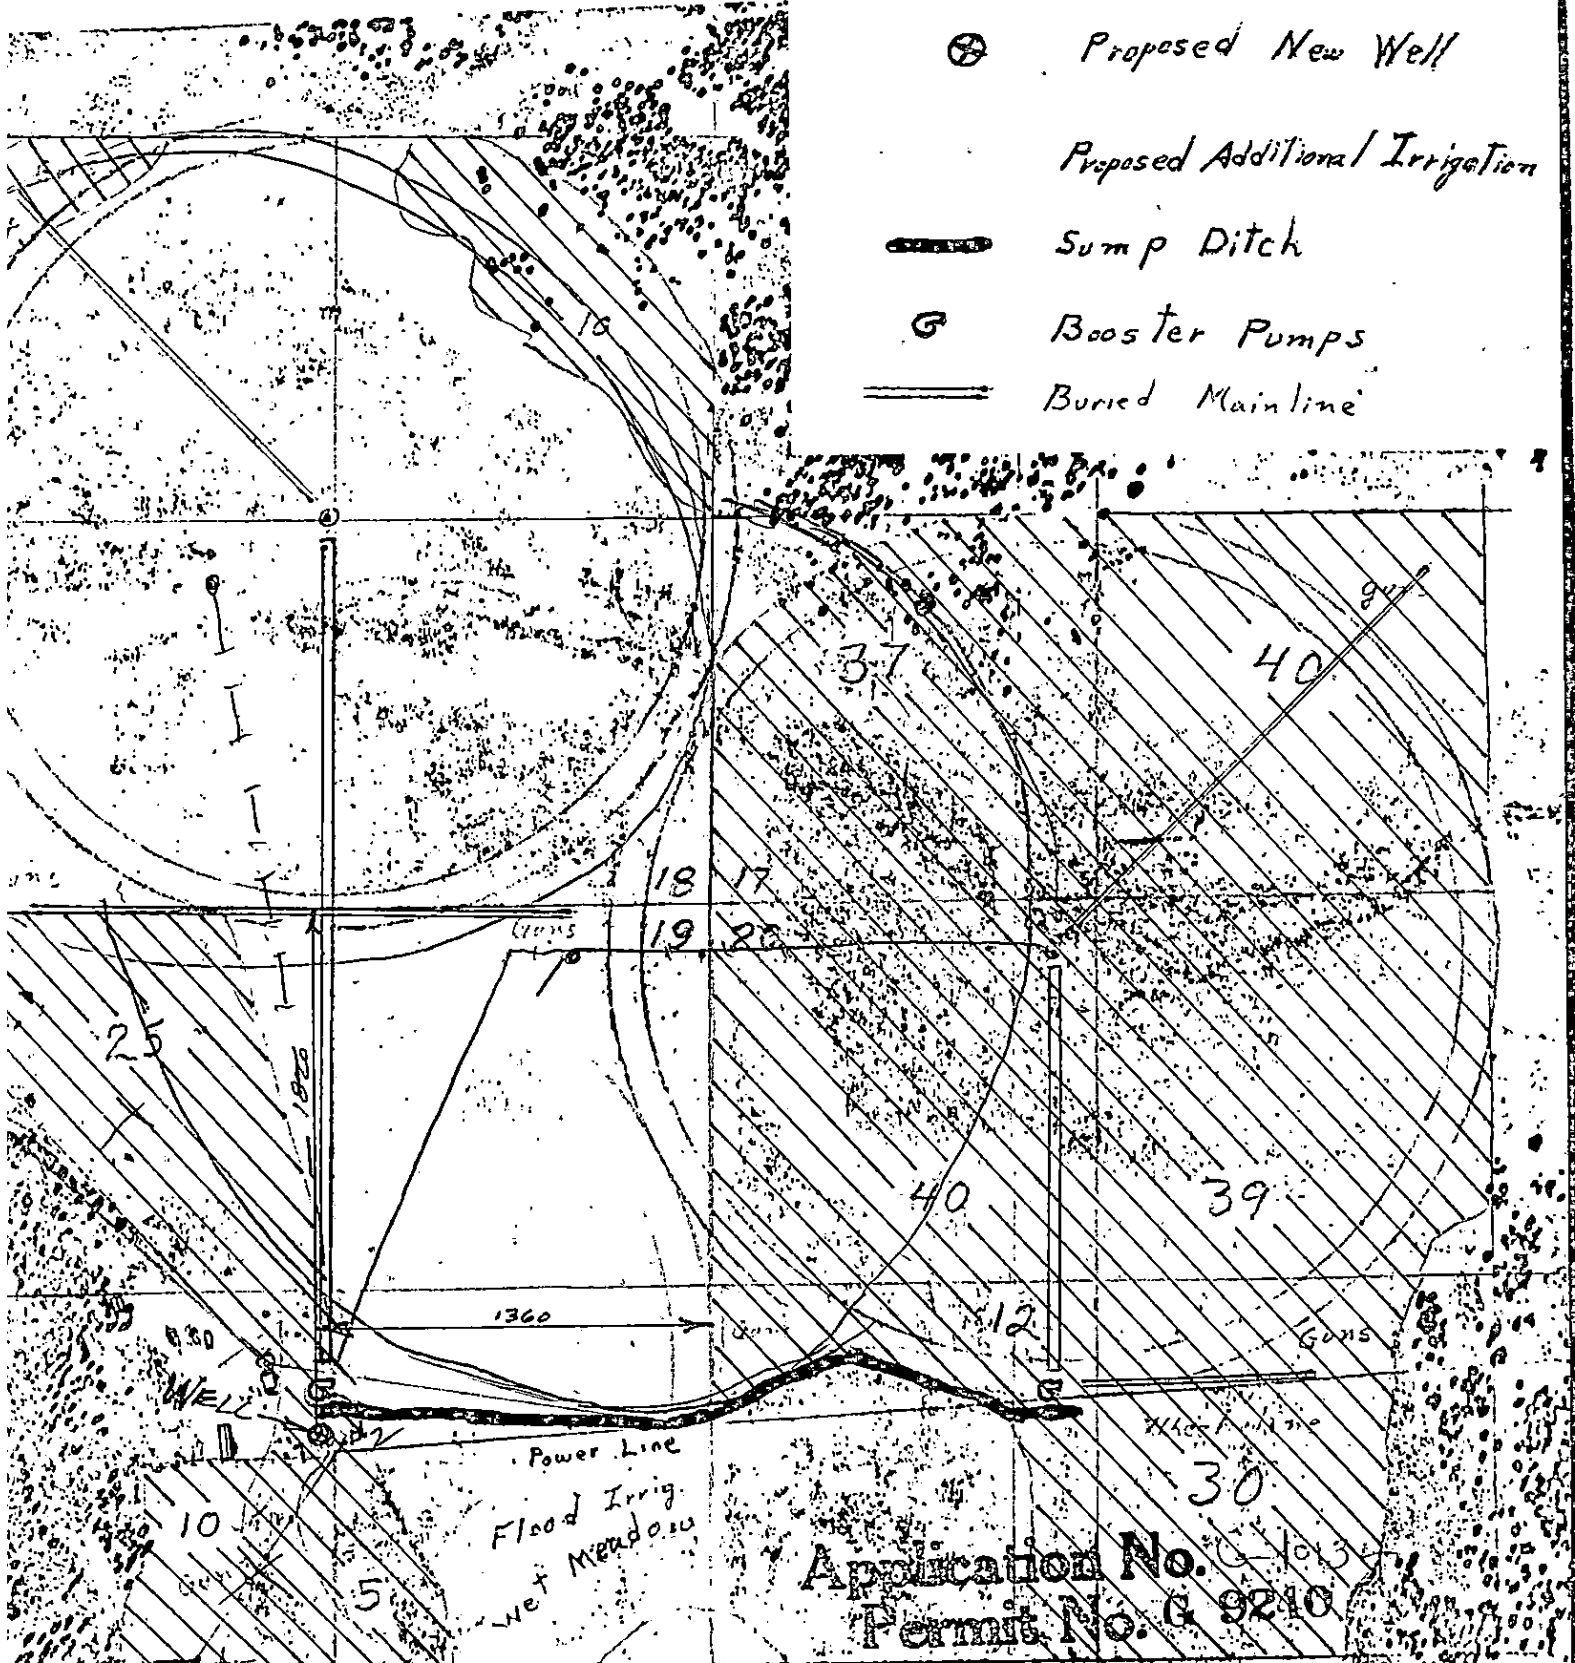 Proposed New Well
Proposed Additional Irrigation
Sump Ditch
Booster Pumps
Buried Mainline
16
guns
37
40
18 17
Guns
19 20
25
40
39
1360
12
Guns
WELL
Power Line
30
10
Flood Irrig.
Wet Meadow
5
Application No.
Permit No. G 9210